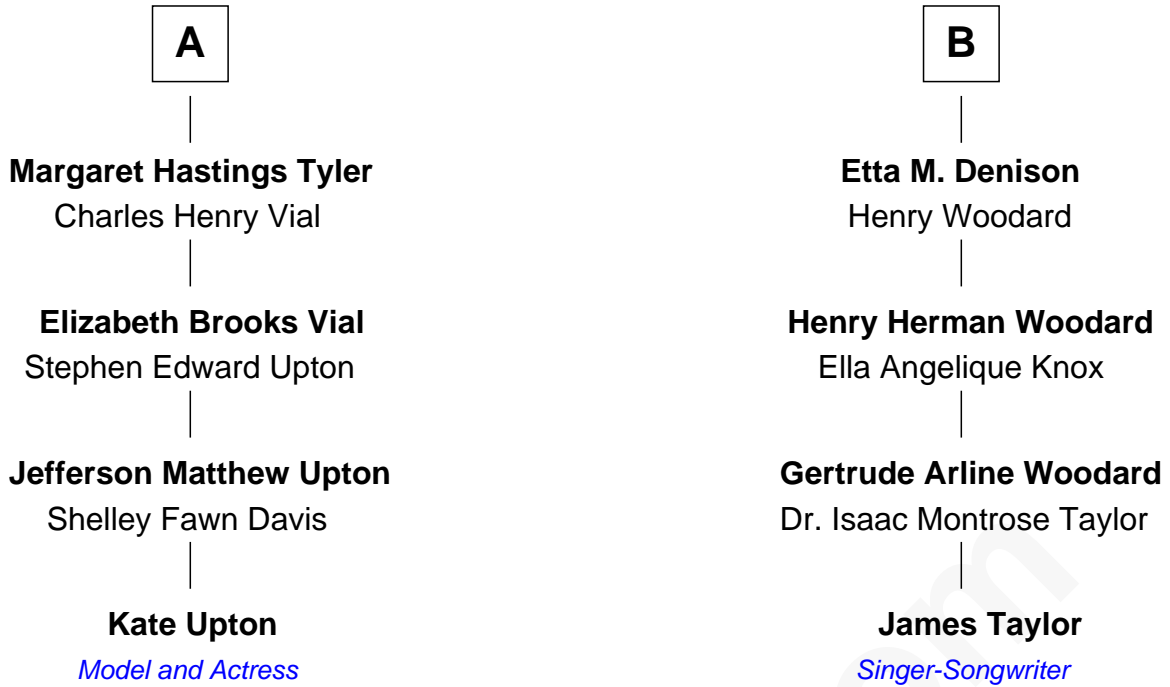 A
Margaret Hastings Tyler
Charles Henry Vial
Elizabeth Brooks Vial
Stephen Edward Upton
Jefferson Matthew Upton
Shelley Fawn Davis
Kate Upton
Model and Actress
B
Etta M. Denison
Henry Woodard
Henry Herman Woodard
Ella Angelique Knox
Gertrude Arline Woodard
Dr. Isaac Montrose Taylor
James Taylor
Singer-Songwriter